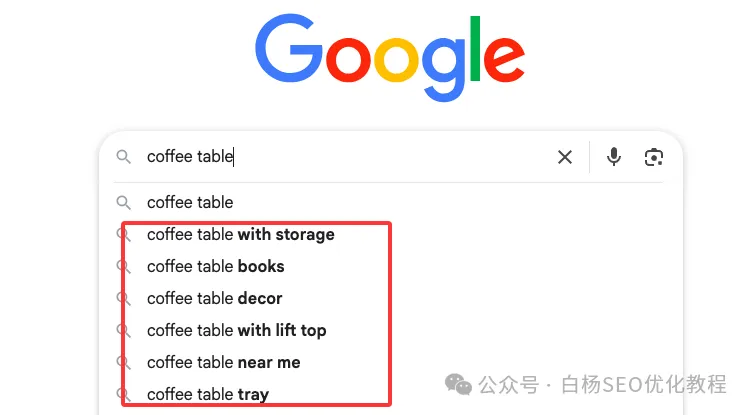 Google
coffee table
coffee table
coffee table with storage
coffee table books
coffee table decor
coffee table with lift top
coffee table near me
coffee table tray
公众号 · 白杨SEO优化教程